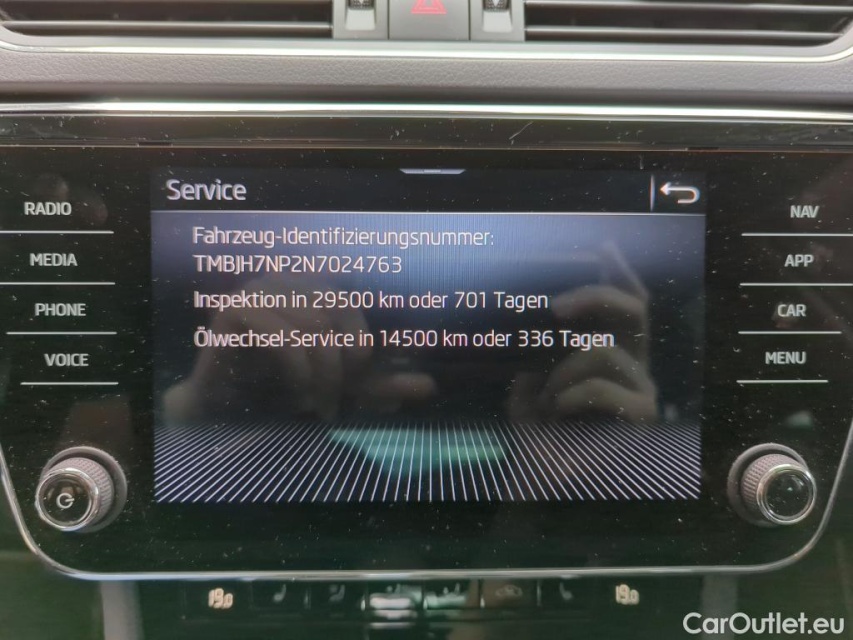 Service
RADIO
MEDIA
PHONE
VOICE
Fahrzeug-Identifizierungsnummer:
TMBJH7NP2N7024763
Inspektion in 29500 km oder 701 Tagen
Ölwechsel-Service in 14500 km oder 336 Tagen
NAV
APP
CAR
MENU
19.0
19.0
CarOutlet.eu